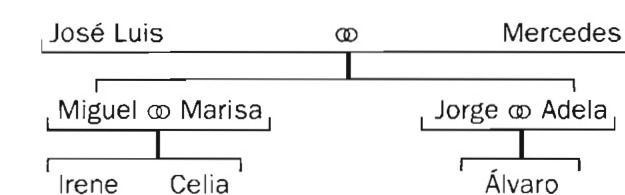 José Luis ⚭ Mercedes
Miguel ⚭ Marisa Jorge ⚭ Adela
Irene Celia Álvaro